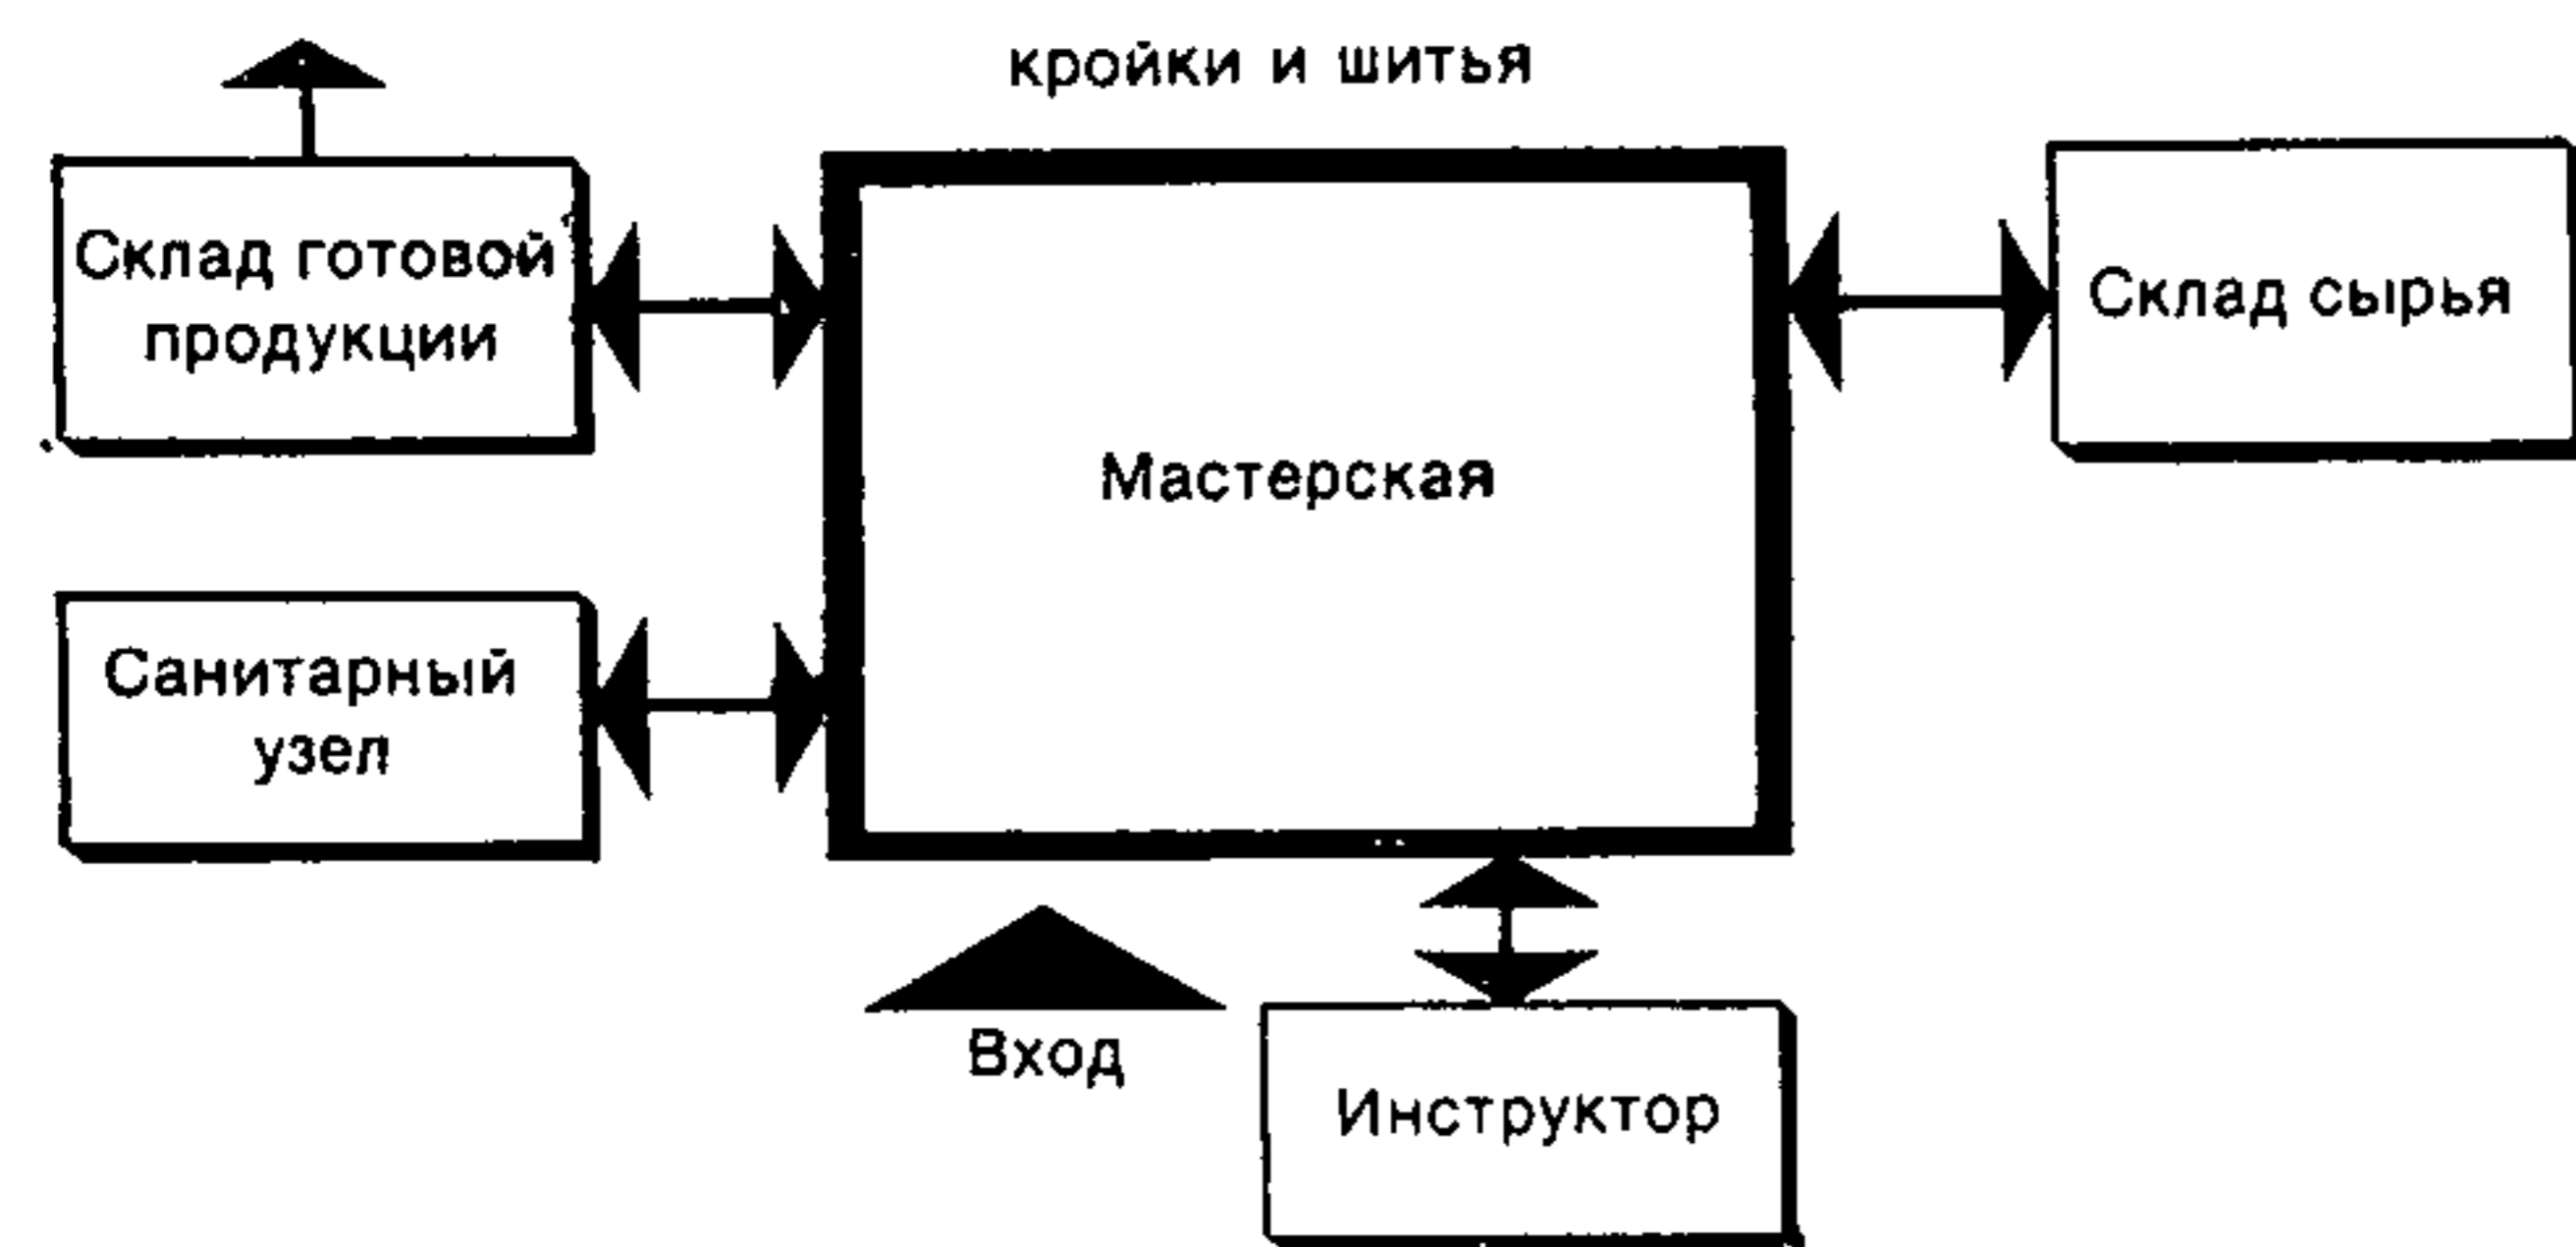 кройки и шитья
Склад готовой
продукции
Мастерская
Склад сырья
Санитарный
узел
Вход
Инструктор